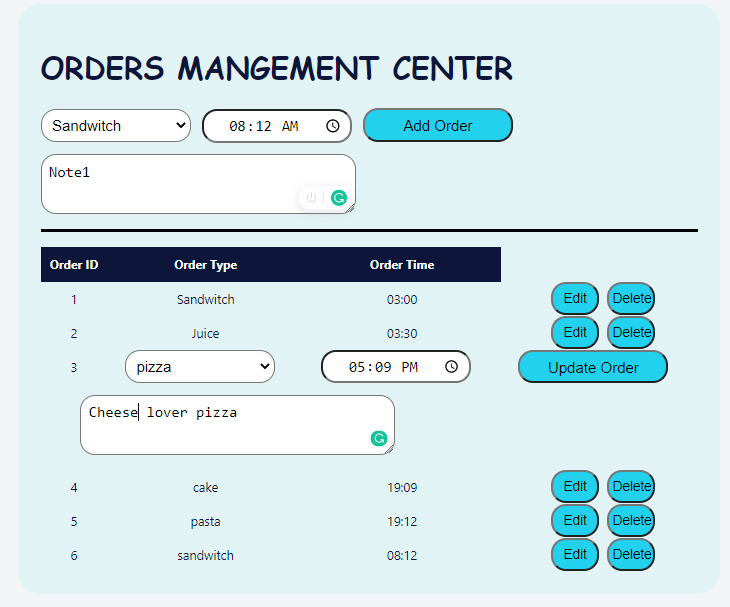 ORDERS MANGEMENT CENTER
Sandwitch 08:12 AM Add Order
Note1
Order ID Order Type Order Time
1 Sandwitch 03:00 Edit Delete
2 Juice 03:30 Edit Delete
3 pizza 05:09 PM Update Order
Cheese lover pizza
4 cake 19:09 Edit Delete
5 pasta 19:12 Edit Delete
6 sandwitch 08:12 Edit Delete